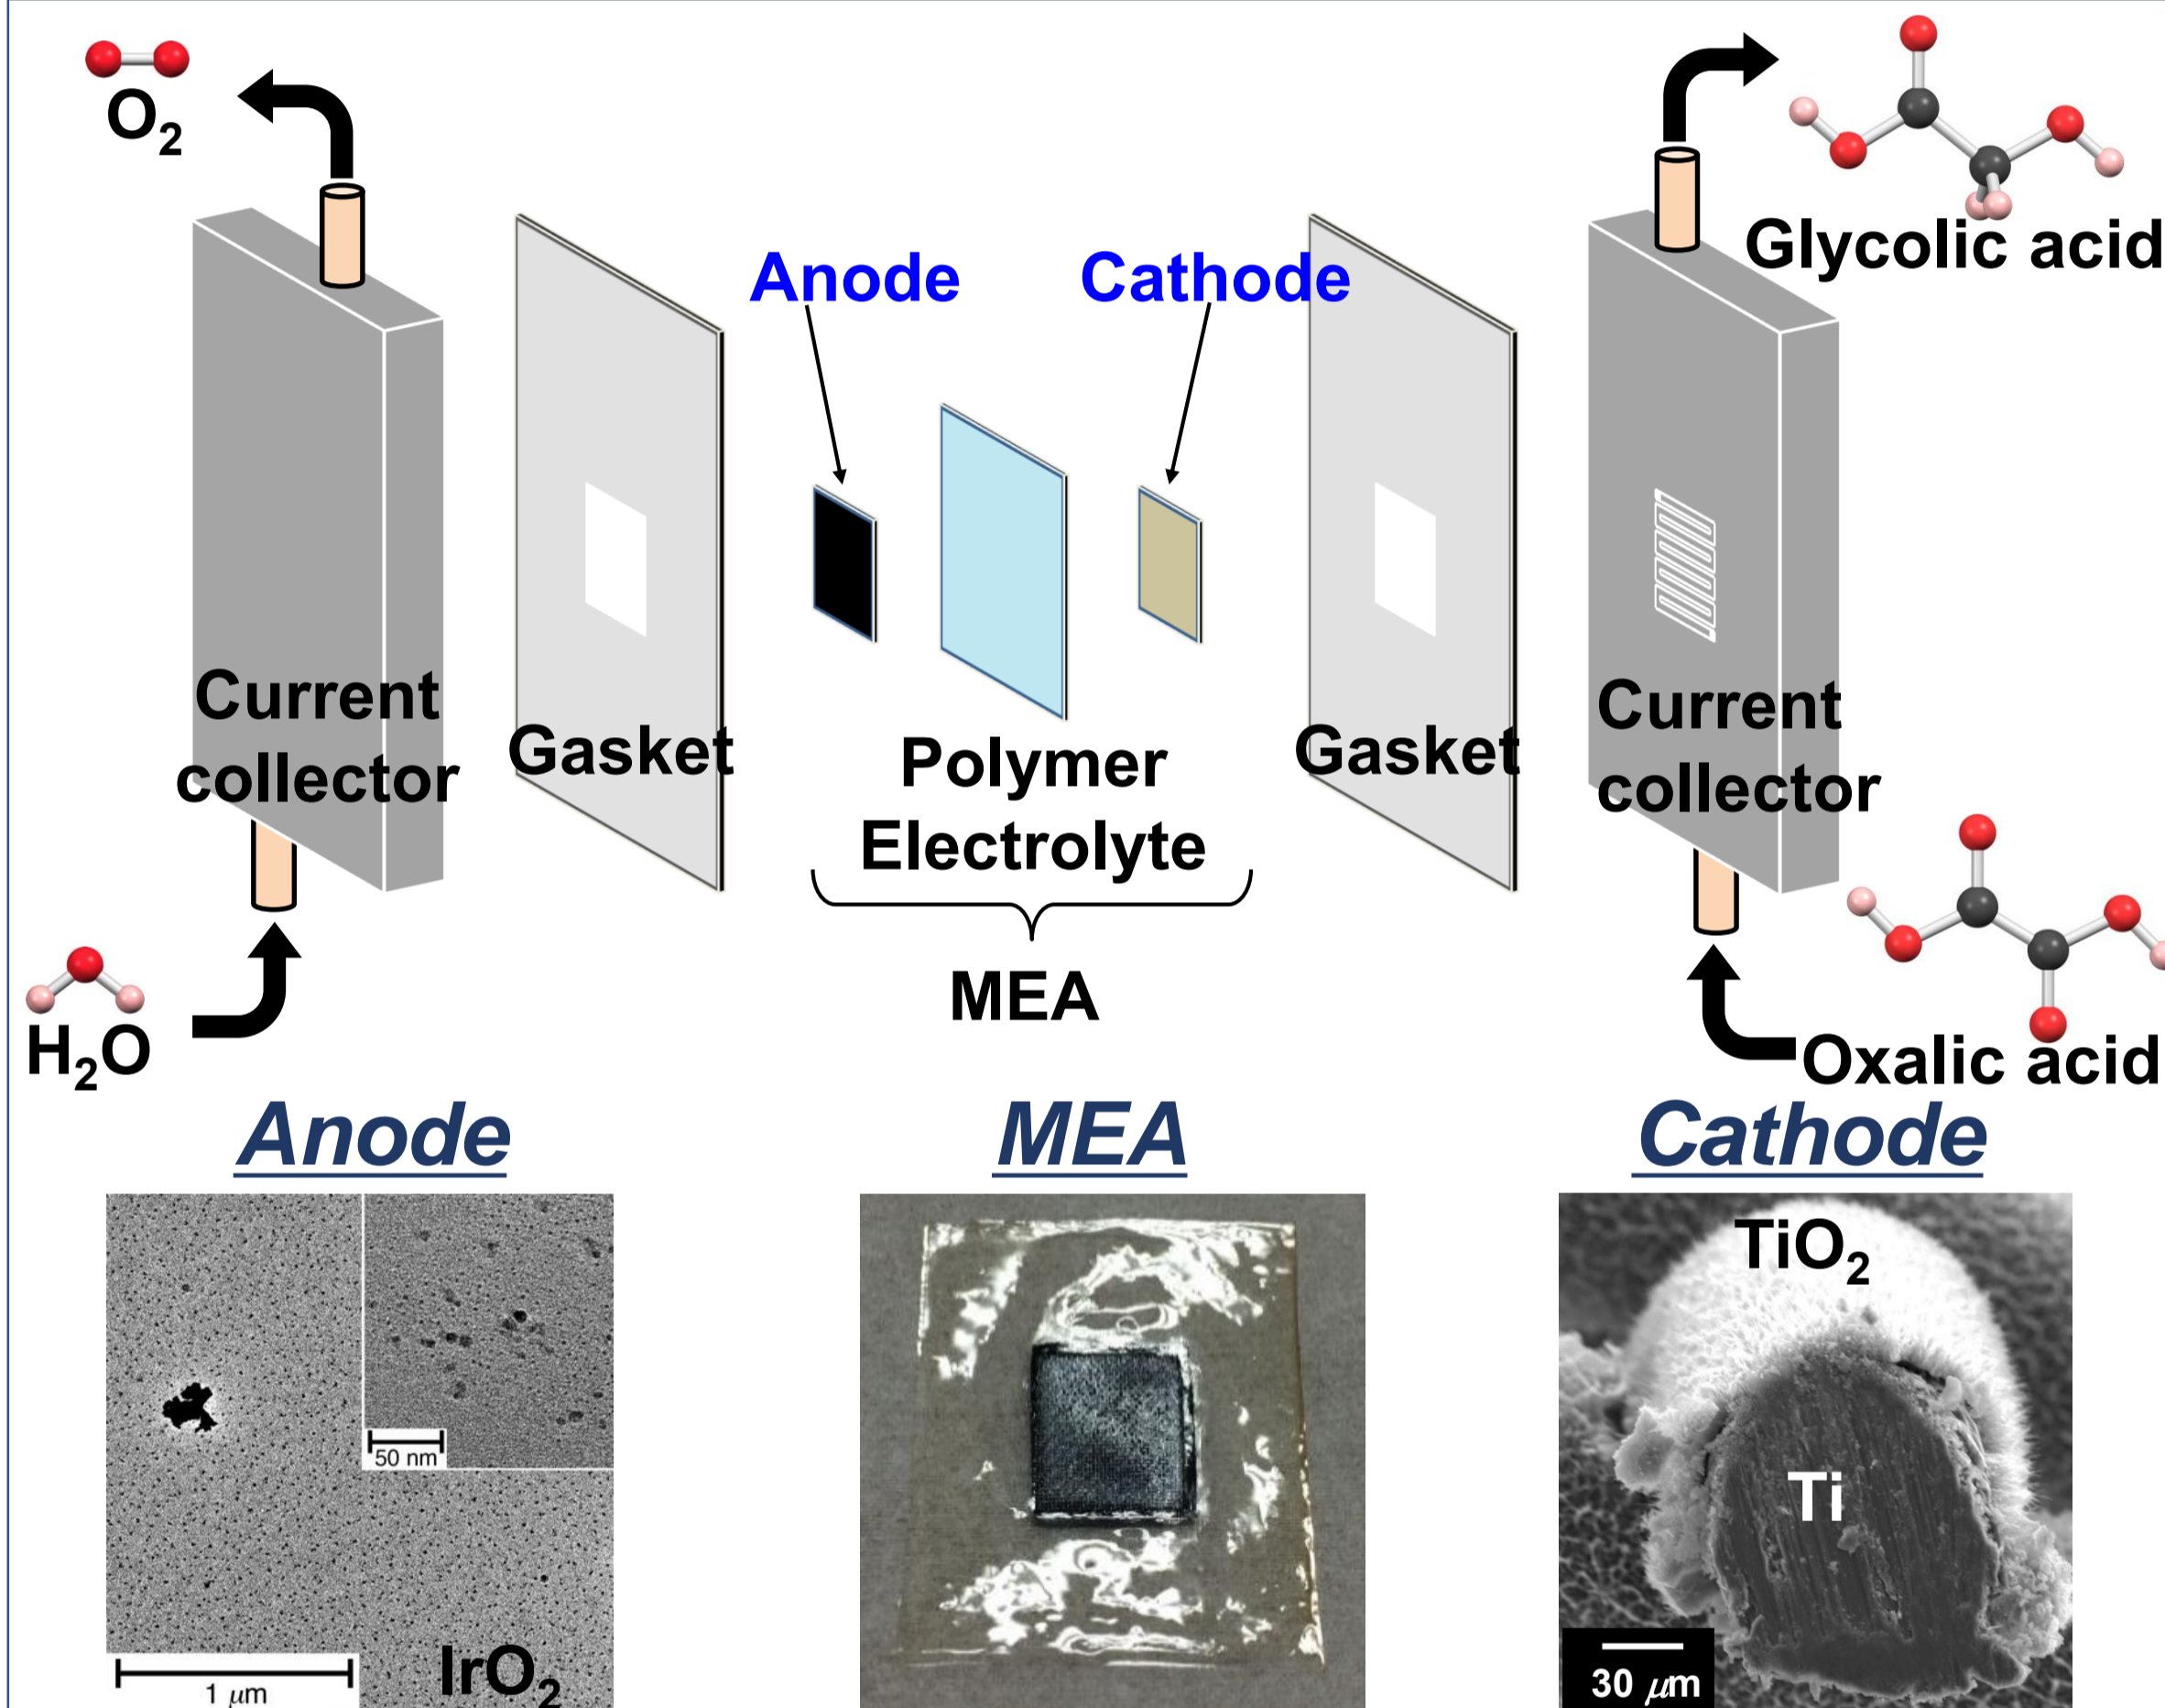 O₂
Glycolic acid
Anode
Cathode
Current
collector
Gasket
Polymer
Electrolyte
Gasket
Current
collector
MEA
H₂O
Oxalic acid
Anode
MEA
Cathode
50 nm
1 μm
IrO₂
TiO₂
Ti
30 μm